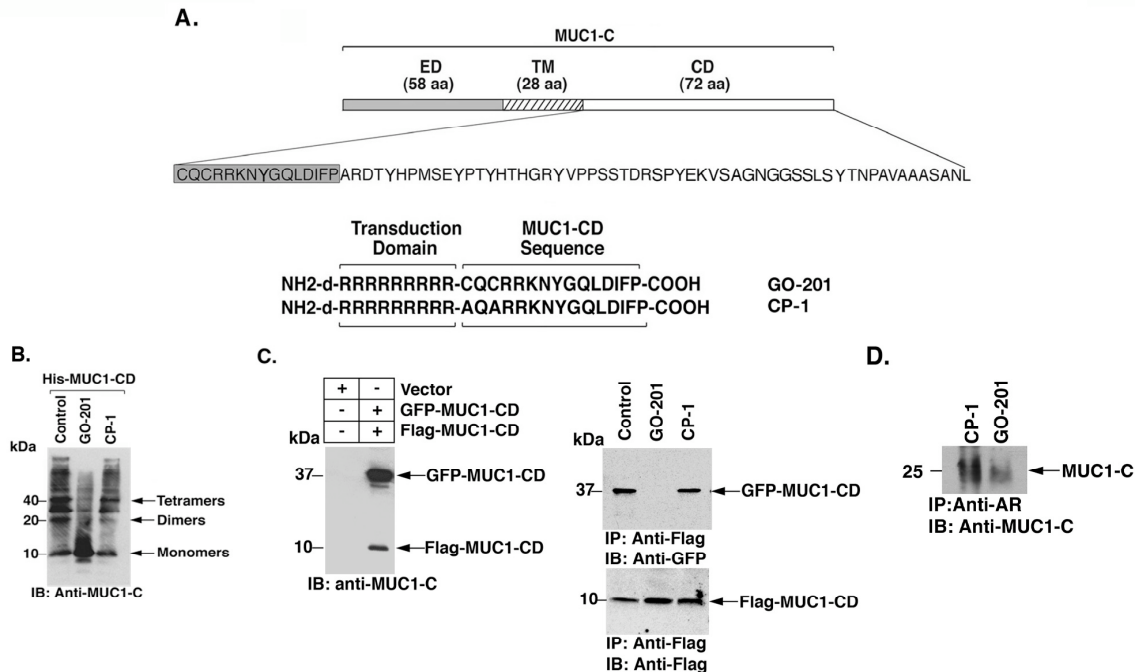 A.
MUC1-C
ED TM CD
(58 aa) (28 aa) (72 aa)
CQCRRKNYGQLDIFPARDTYHPMSEYPTYHTHGRYVPPSSTDRSPYEKVSAGNGGSSLSYTNPAVAAASANL
Transduction MUC1-CD
Domain Sequence
NH2-d-RRRRRRRRR-CQCRRKNYGQLDIFP-COOH GO-201
NH2-d-RRRRRRRRR-AQARRKNYGQLDIFP-COOH CP-1
B.
His-MUC1-CD
Control GO-201 CP-1
kDa
40 Tetramers
20 Dimers
10 Monomers
IB: Anti-MUC1-C
C.
+ - Vector
- + GFP-MUC1-CD
- + Flag-MUC1-CD
kDa
37 GFP-MUC1-CD
10 Flag-MUC1-CD
IB: anti-MUC1-C
Control GO-201 CP-1
kDa
37 GFP-MUC1-CD
IP: Anti-Flag
IB: Anti-GFP
10 Flag-MUC1-CD
IP: Anti-Flag
IB: Anti-Flag
D.
CP-1 GO-201
25 MUC1-C
IP:Anti-AR
IB: Anti-MUC1-C